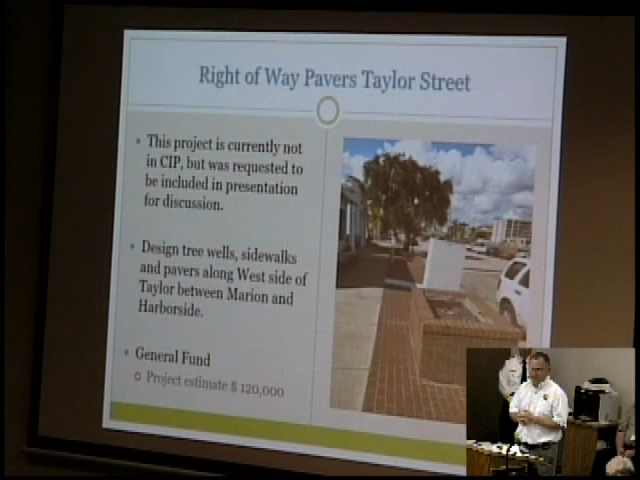 Right of Way Pavers Taylor Street
This project is currently not
in CIP, but was requested to
be included in presentation
for discussion.
Design tree wells, sidewalks
and pavers along West side of
Taylor between Marion and
Harborside.
General Fund
Project estimate $ 120,000